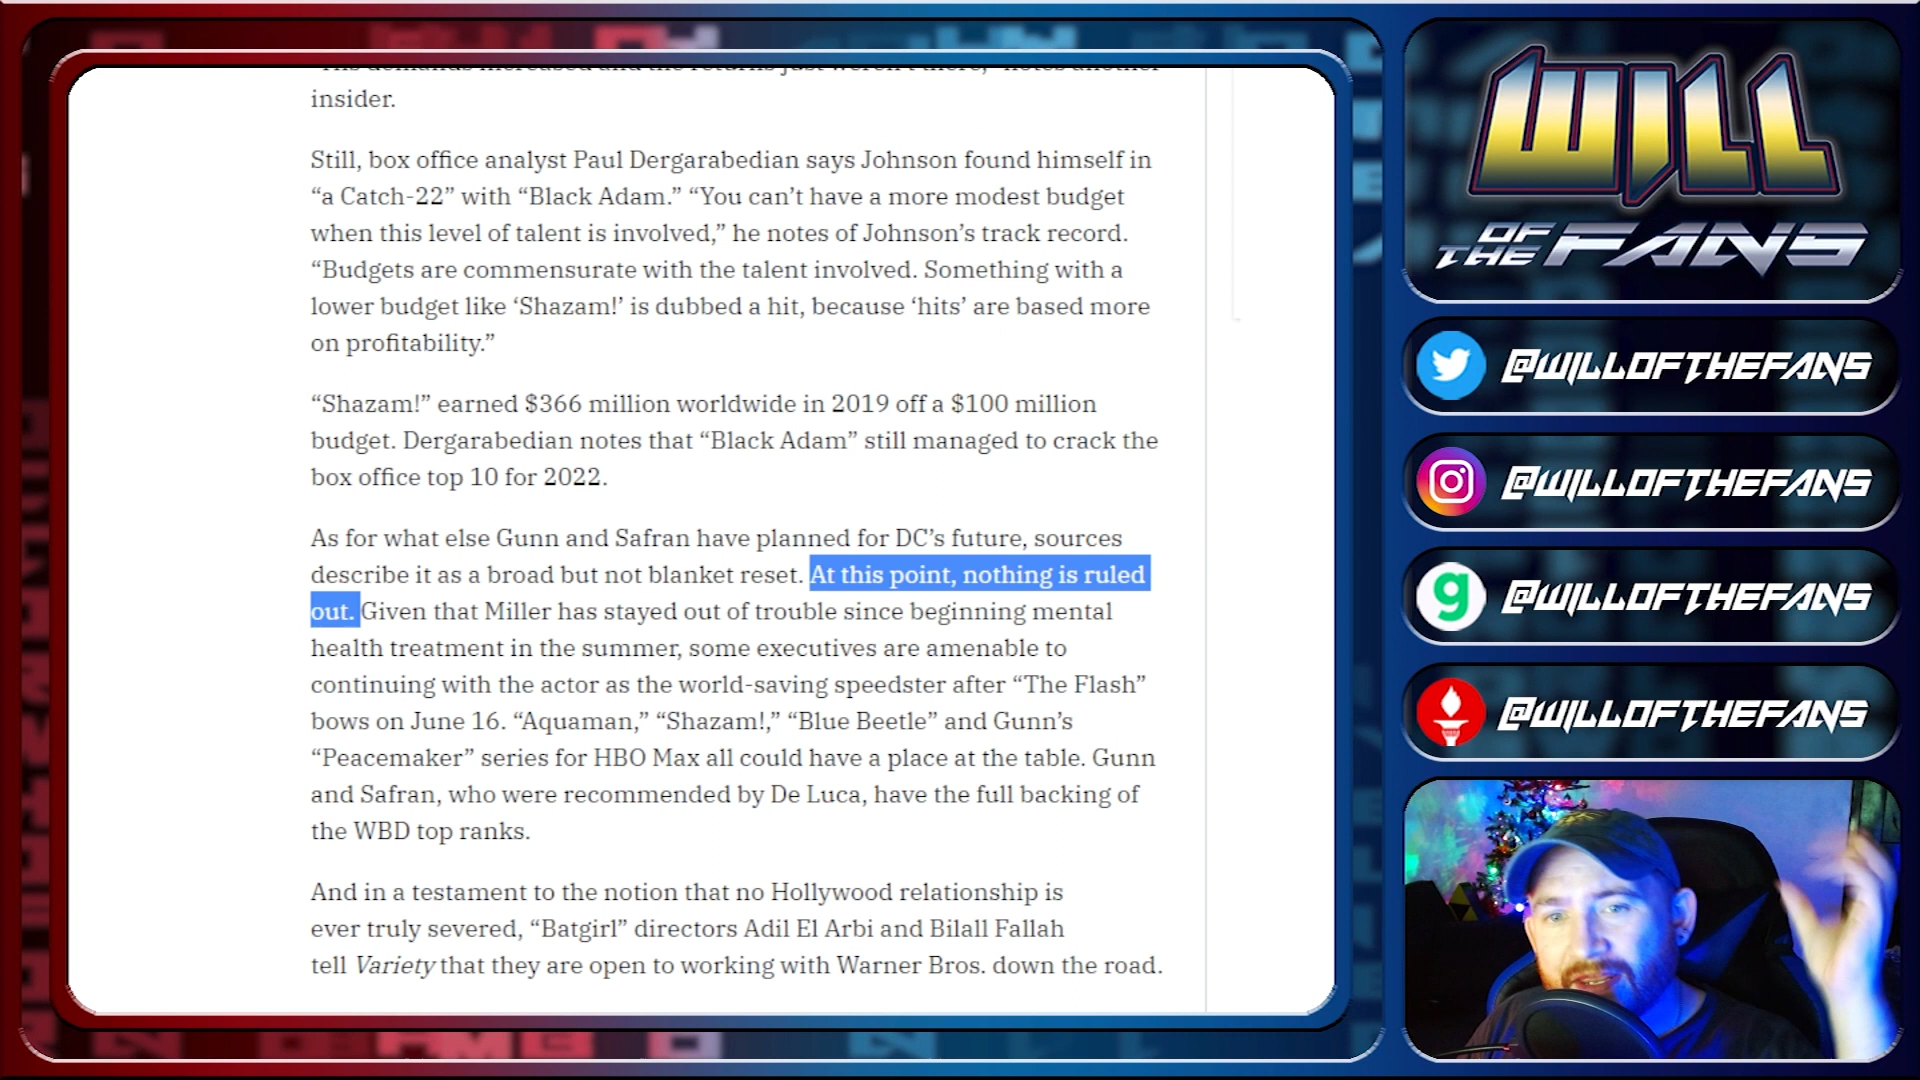 "His demands increased and the returns just weren't there," notes another
insider.
Still, box office analyst Paul Dergarabedian says Johnson found himself in
“a Catch-22” with “Black Adam.” “You can’t have a more modest budget
when this level of talent is involved,” he notes of Johnson’s track record.
“Budgets are commensurate with the talent involved. Something with a
lower budget like ‘Shazam!’ is dubbed a hit, because ‘hits’ are based more
on profitability.”
“Shazam!” earned $366 million worldwide in 2019 off a $100 million
budget. Dergarabedian notes that “Black Adam” still managed to crack the
box office top 10 for 2022.
As for what else Gunn and Safran have planned for DC’s future, sources
describe it as a broad but not blanket reset. At this point, nothing is ruled
out. Given that Miller has stayed out of trouble since beginning mental
health treatment in the summer, some executives are amenable to
continuing with the actor as the world-saving speedster after “The Flash”
bows on June 16. “Aquaman,” “Shazam!,” “Blue Beetle” and Gunn’s
“Peacemaker” series for HBO Max all could have a place at the table. Gunn
and Safran, who were recommended by De Luca, have the full backing of
the WBD top ranks.
And in a testament to the notion that no Hollywood relationship is
ever truly severed, “Batgirl” directors Adil El Arbi and Bilall Fallah
tell Variety that they are open to working with Warner Bros. down the road.
WILL
OF THE FANS
@WILLOFTHEFANS
@WILLOFTHEFANS
@WILLOFTHEFANS
@WILLOFTHEFANS